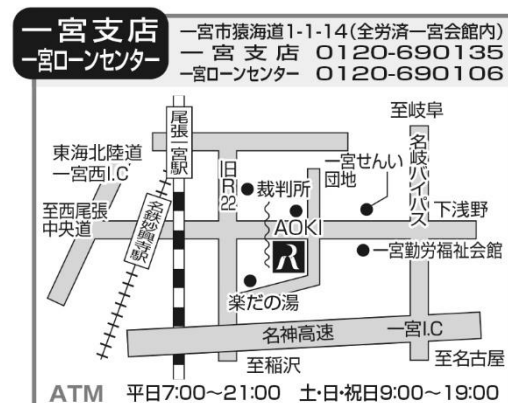 一宮支店
一宮ローンセンター
一宮市猿海道1-1-14(全労済一宮会館内)
一宮支店 0120-690135
一宮ローンセンター 0120-690106
至岐阜
尾張一宮駅
東海北陸道
一宮西I.C
旧R22
裁判所
一宮せんい
団地
名岐バイパス
至西尾張
中央道
名鉄妙興寺駅
AOKI
下浅野
R
一宮勤労福祉会館
楽だの湯
名神高速
一宮I.C
至稲沢
至名古屋
ATM 平日7:00～21:00 土・日・祝日9:00～19:00